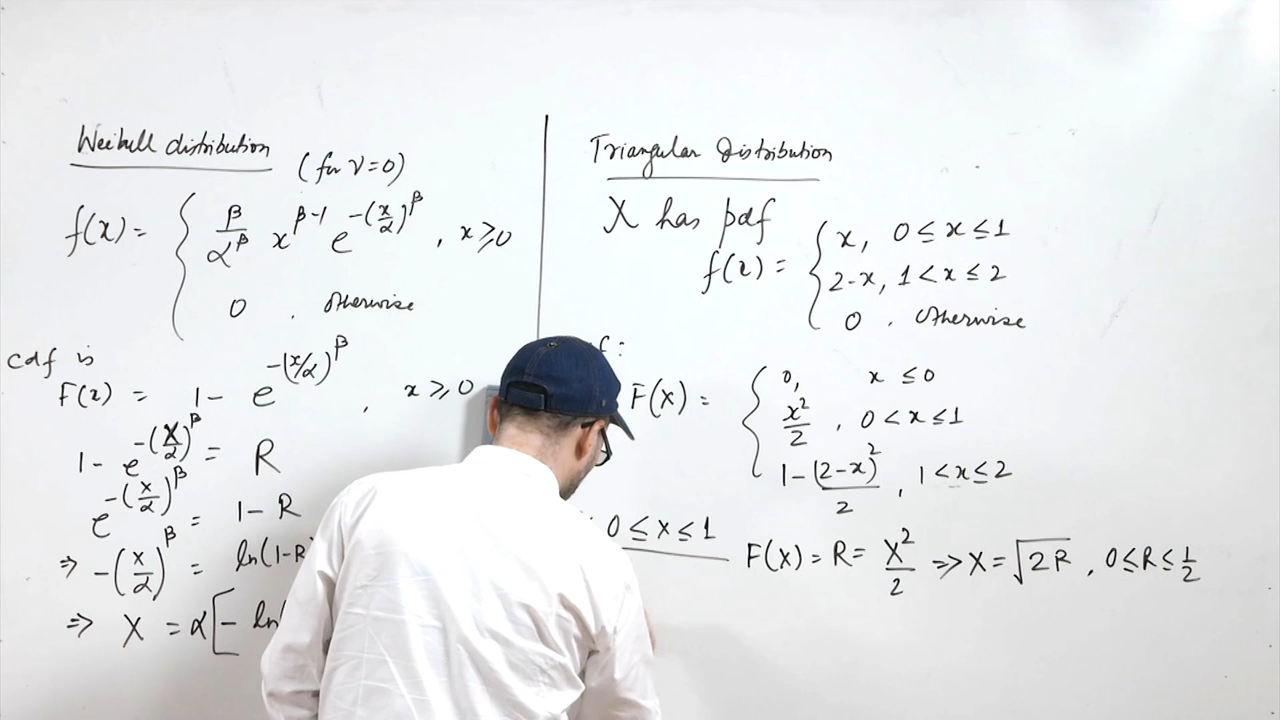 Weibull distribution
(for ν=0)
f(x) = { β/α^β x^(β-1) e^(-(x/α)^β) , x ≥ 0
0 , otherwise
cdf is
F(x) = 1 - e^(-(x/α)^β) , x ≥ 0
1 - e^(-(X/α)^β) = R
e^(-(x/α)^β) = 1 - R
⇒ -(x/α)^β = ln(1-R
⇒ X = α[- ln
Triangular Distribution
X has pdf
f(x) = { x, 0 ≤ x ≤ 1
2-x, 1 < x ≤ 2
0 , otherwise
f:
F(X) = { 0, x ≤ 0
x²/2 , 0 < x ≤ 1
1 - (2-x)²/2 , 1 < x ≤ 2
0 ≤ X ≤ 1
F(X) = R = X²/2 ⇒ X = √2R , 0 ≤ R ≤ 1/2